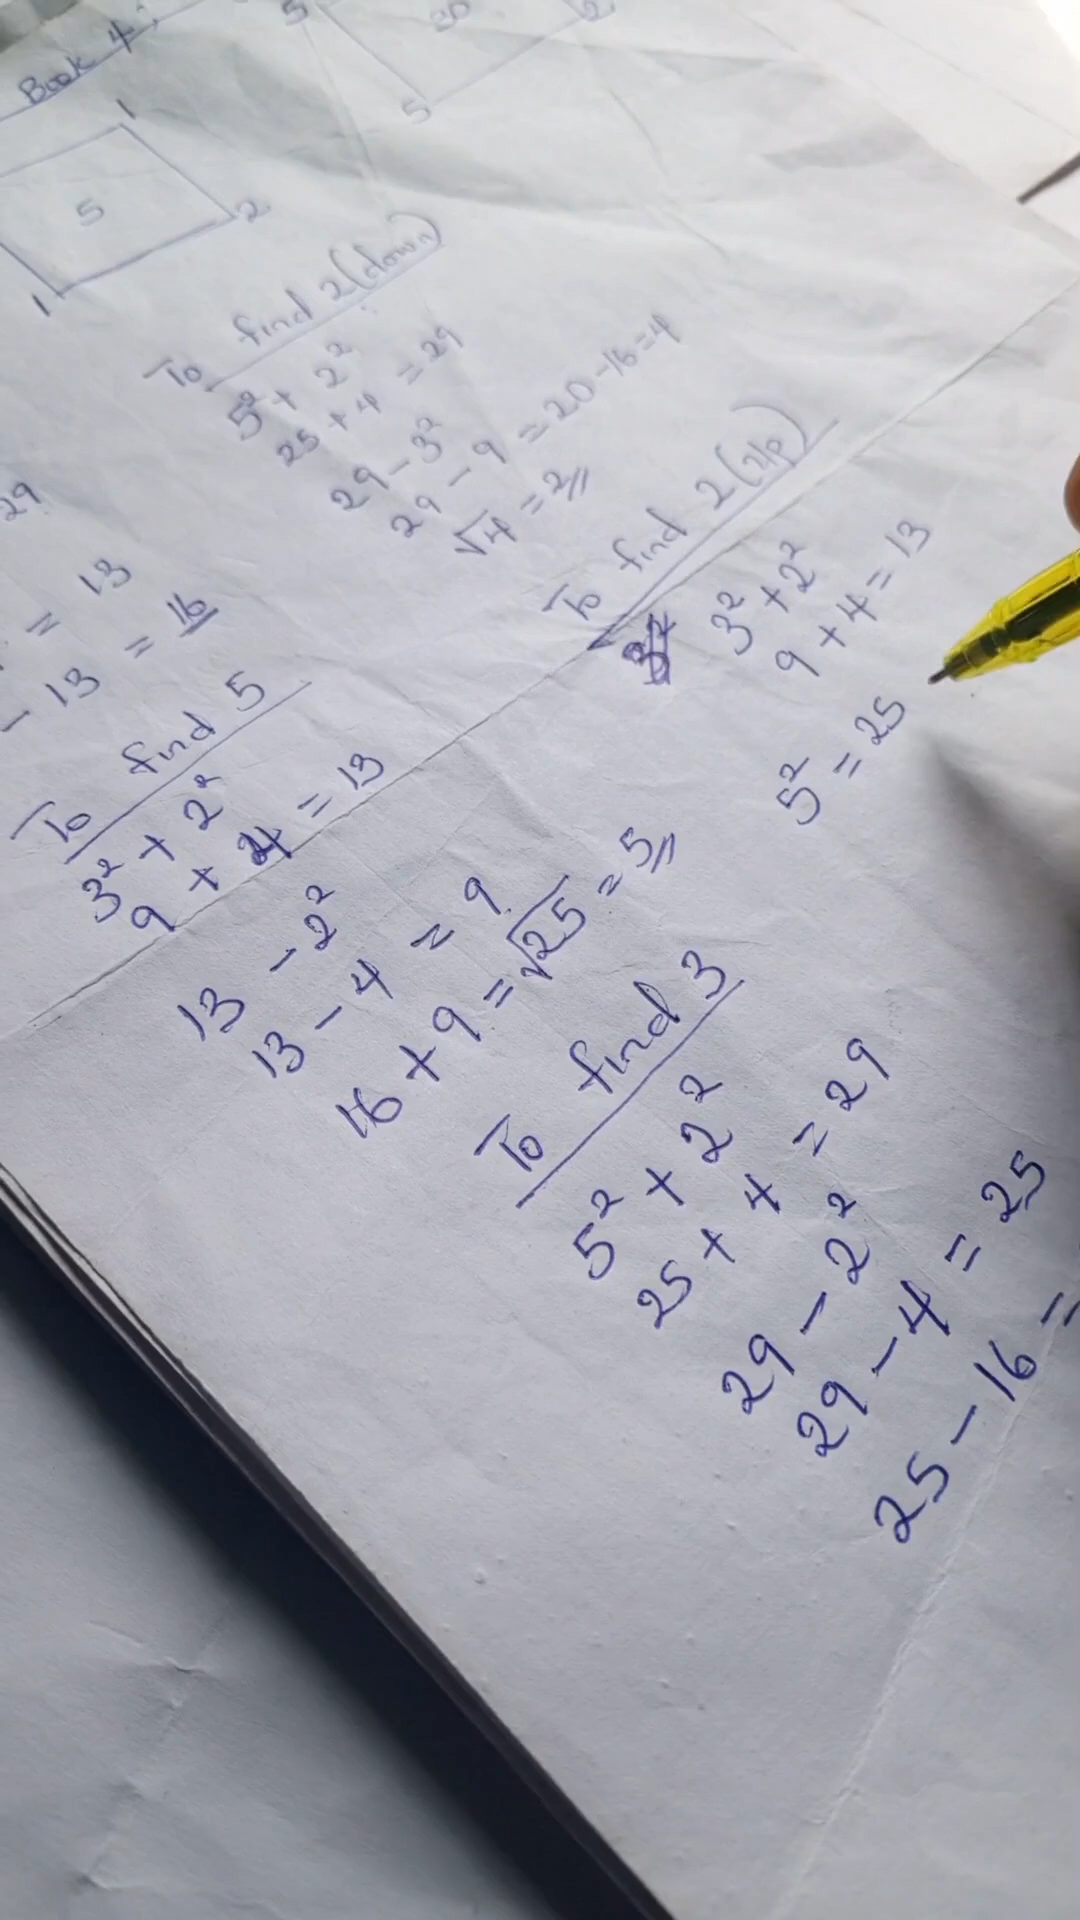 Book 4
5
30
2
5
1
5
2
1
To find 2(down)
5² + 2²
25 + 4 = 29
29 - 3²
29 - 9 = 20 - 16 = 4
√4 = 2
29
= 13
- 13 = 16
To find 5
3² + 2²
9 + 4 = 13
13 - 2²
13 - 4 = 9
16 + 9 = √25 = 5
To find 2(up)
3² + 2²
9 + 4 = 13
5² = 25
To find 3
5² + 2²
25 + 4 = 29
29 - 2²
29 - 4 = 25
25 - 16 =